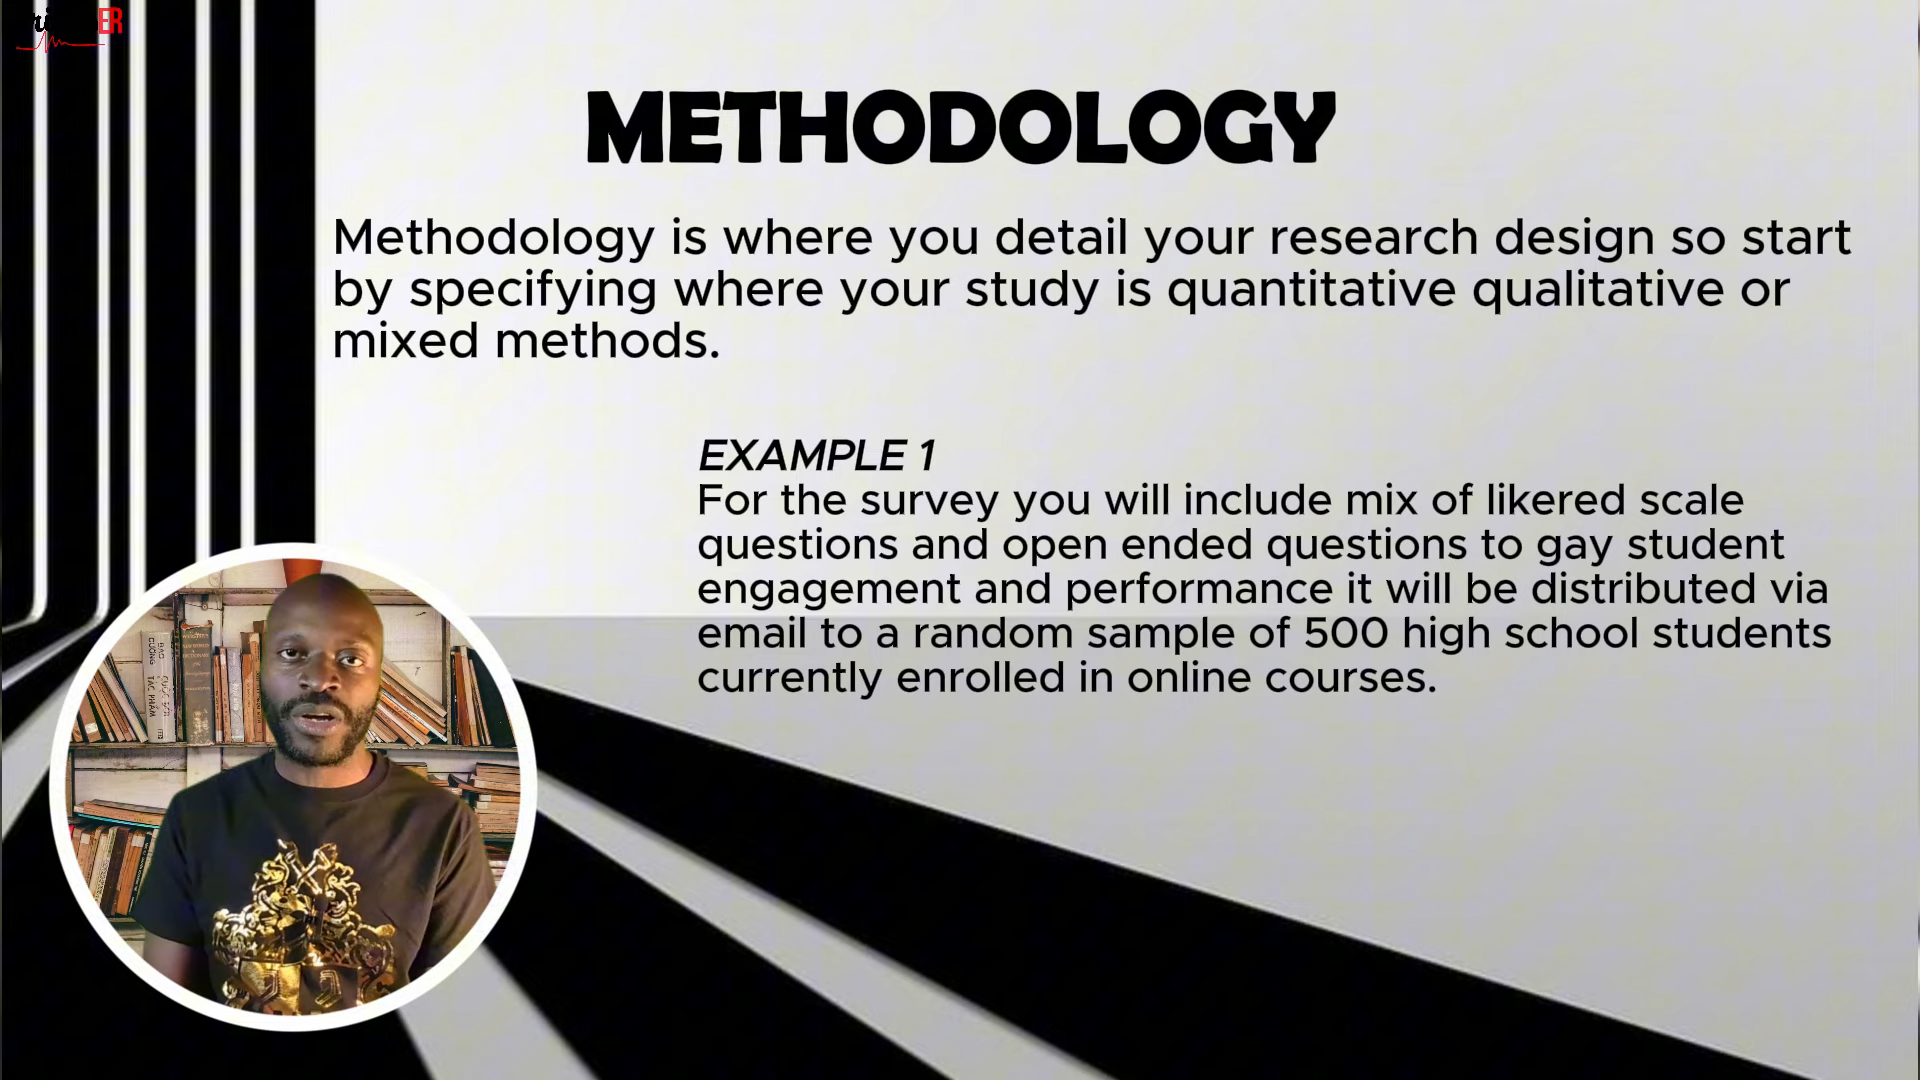 ER
METHODOLOGY
Methodology is where you detail your research design so start
by specifying where your study is quantitative qualitative or
mixed methods.
EXAMPLE 1
For the survey you will include mix of likered scale
questions and open ended questions to gay student
engagement and performance it will be distributed via
email to a random sample of 500 high school students
currently enrolled in online courses.